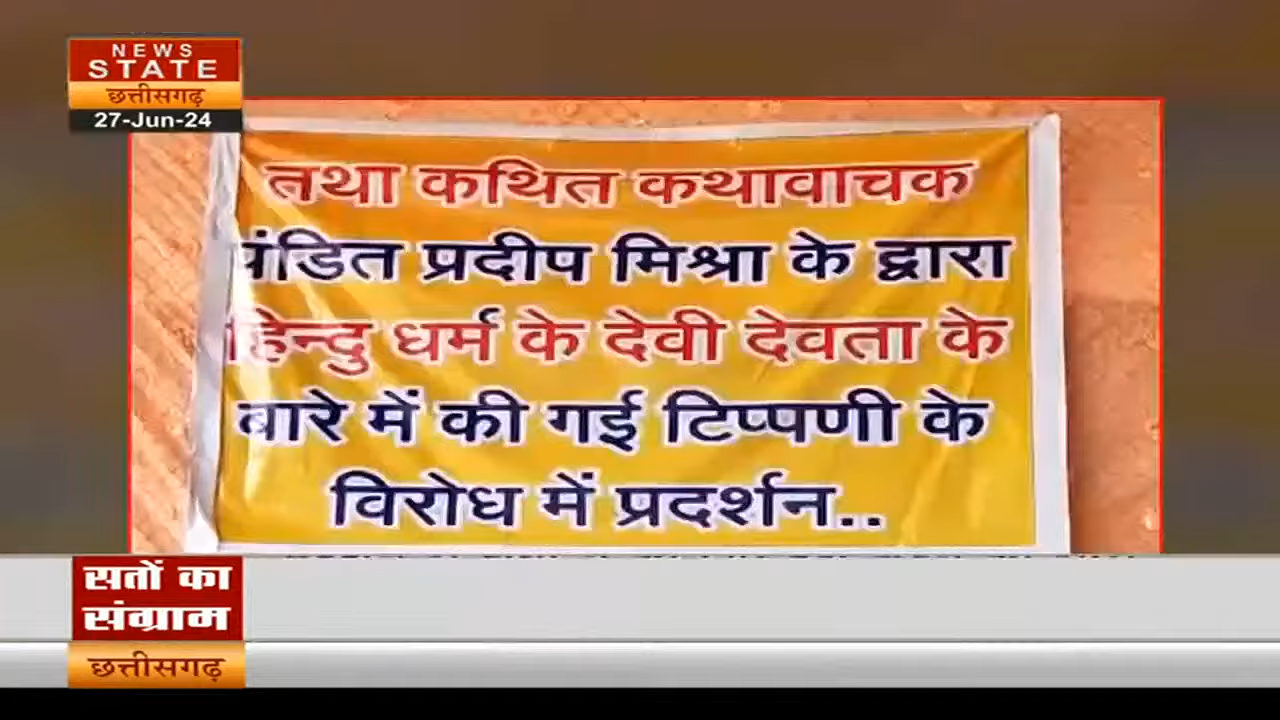 NEWS
STATE
छत्तीसगढ़
27-Jun-24
तथा कथित कथावाचक
पंडित प्रदीप मिश्रा के द्वारा
हिन्दु धर्म के देवी देवता के
बारे में की गई टिप्पणी के
विरोध में प्रदर्शन..
सतों का
संग्राम
छत्तीसगढ़